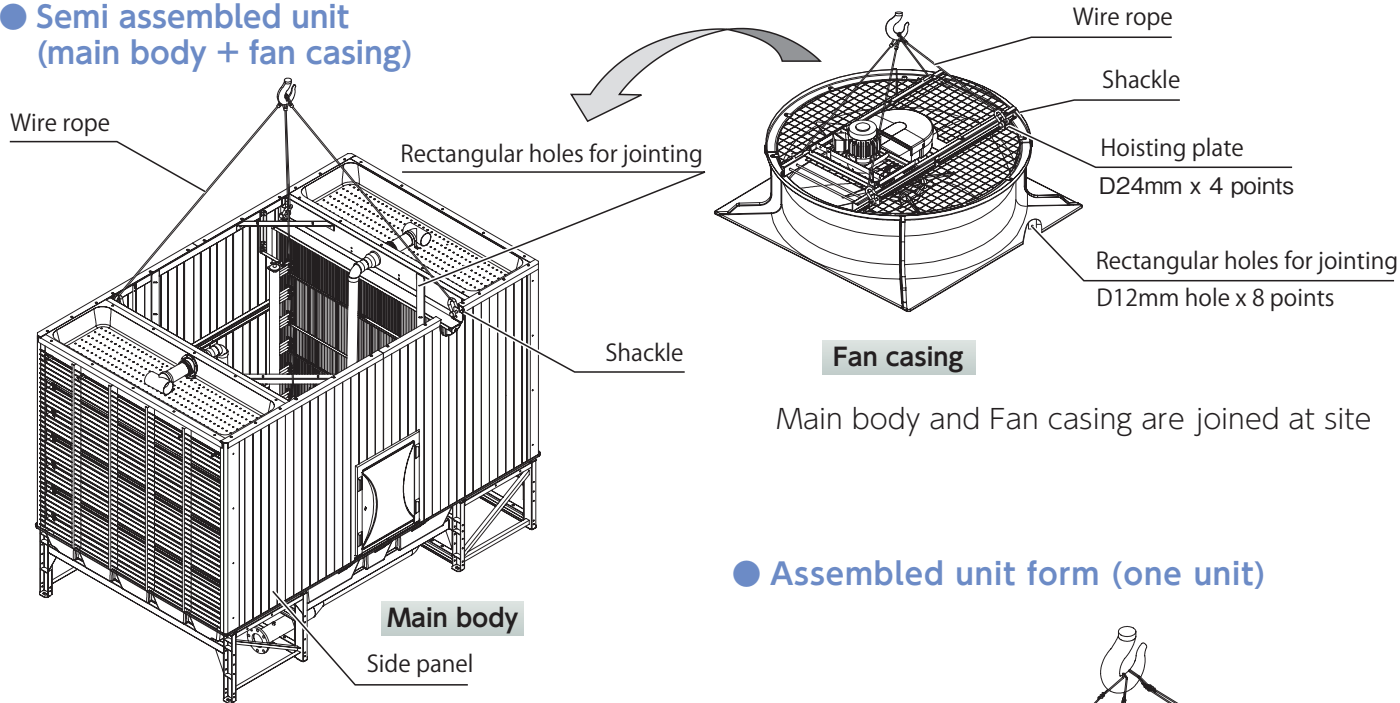 ● Semi assembled unit
(main body + fan casing)
Wire rope
Rectangular holes for jointing
Shackle
Main body
Side panel
Wire rope
Shackle
Hoisting plate
D24mm x 4 points
Rectangular holes for jointing
D12mm hole x 8 points
Fan casing
Main body and Fan casing are joined at site
● Assembled unit form (one unit)